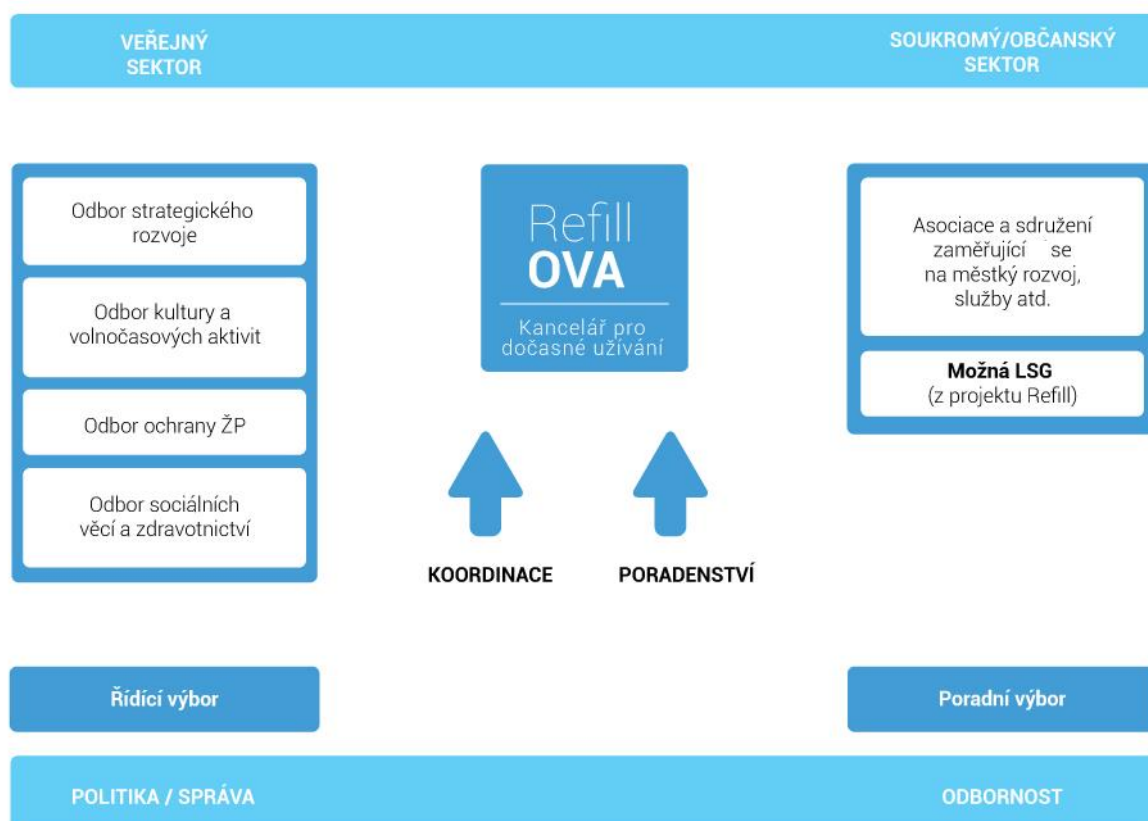 VEŘEJNÝ
SEKTOR
SOUKROMÝ/OBČANSKÝ
SEKTOR
Odbor strategického
rozvoje
Odbor kultury a
volnočasových aktivit
Odbor ochrany ŽP
Odbor sociálních
věcí a zdravotnictví
Refill
OVA
Kancelář pro
dočasné užívání
KOORDINACE
PORADENSTVÍ
Asociace a sdružení
zaměřující se
na městký rozvoj,
služby atd.
Možná LSG
(z projektu Refill)
Řídící výbor
Poradní výbor
POLITIKA / SPRÁVA
ODBORNOST